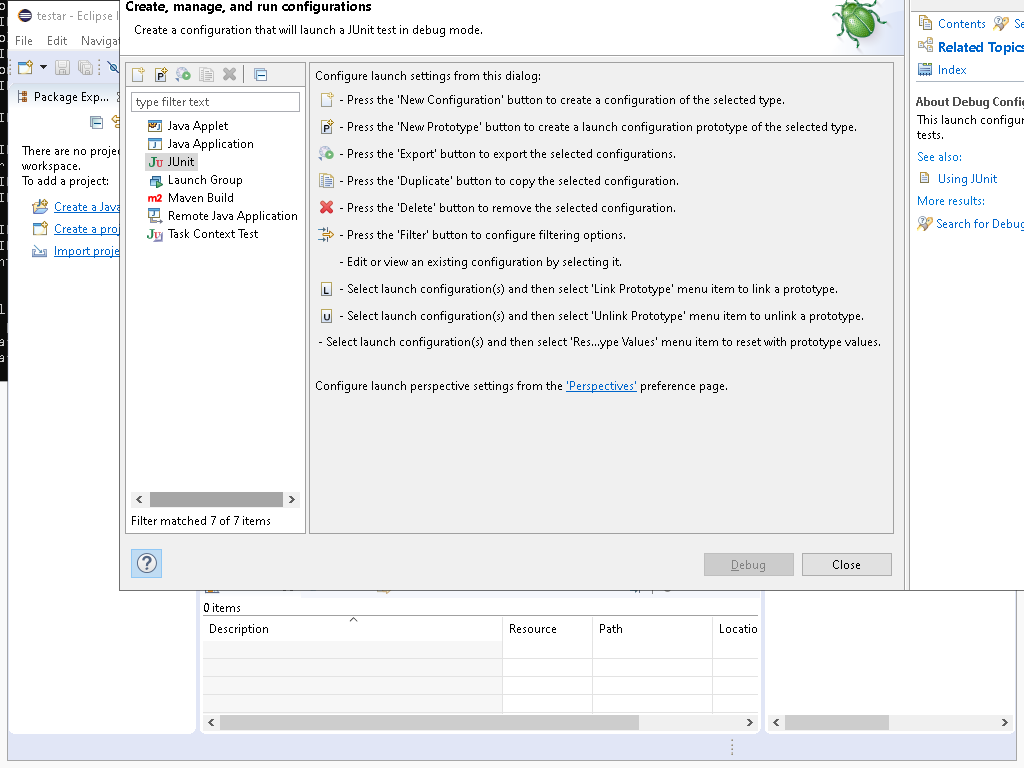 testar - Eclipse I
File Edit Navigat
Package Exp...
There are no proje
workspace.
To add a project:
Create a Java
Create a proj
Import proje
Create, manage, and run configurations
Create a configuration that will launch a JUnit test in debug mode.
type filter text
Java Applet
Java Application
JUnit
Launch Group
Maven Build
Remote Java Application
Task Context Test
Filter matched 7 of 7 items
Configure launch settings from this dialog:
- Press the 'New Configuration' button to create a configuration of the selected type.
- Press the 'New Prototype' button to create a launch configuration prototype of the selected type.
- Press the 'Export' button to export the selected configurations.
- Press the 'Duplicate' button to copy the selected configuration.
- Press the 'Delete' button to remove the selected configuration.
- Press the 'Filter' button to configure filtering options.
- Edit or view an existing configuration by selecting it.
- Select launch configuration(s) and then select 'Link Prototype' menu item to link a prototype.
- Select launch configuration(s) and then select 'Unlink Prototype' menu item to unlink a prototype.
- Select launch configuration(s) and then select 'Res...ype Values' menu item to reset with prototype values.
Configure launch perspective settings from the 'Perspectives' preference page.
Debug Close
Contents Se
Related Topics
Index
About Debug Config
This launch configur
tests.
See also:
Using JUnit
More results:
Search for Debug
0 items
Description Resource Path Locatio